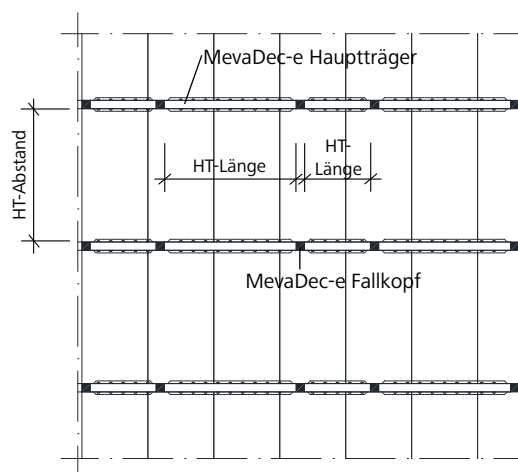 MevaDec-e Hauptträger
HT-Abstand
HT-Länge
HT-
Länge
MevaDec-e Fallkopf